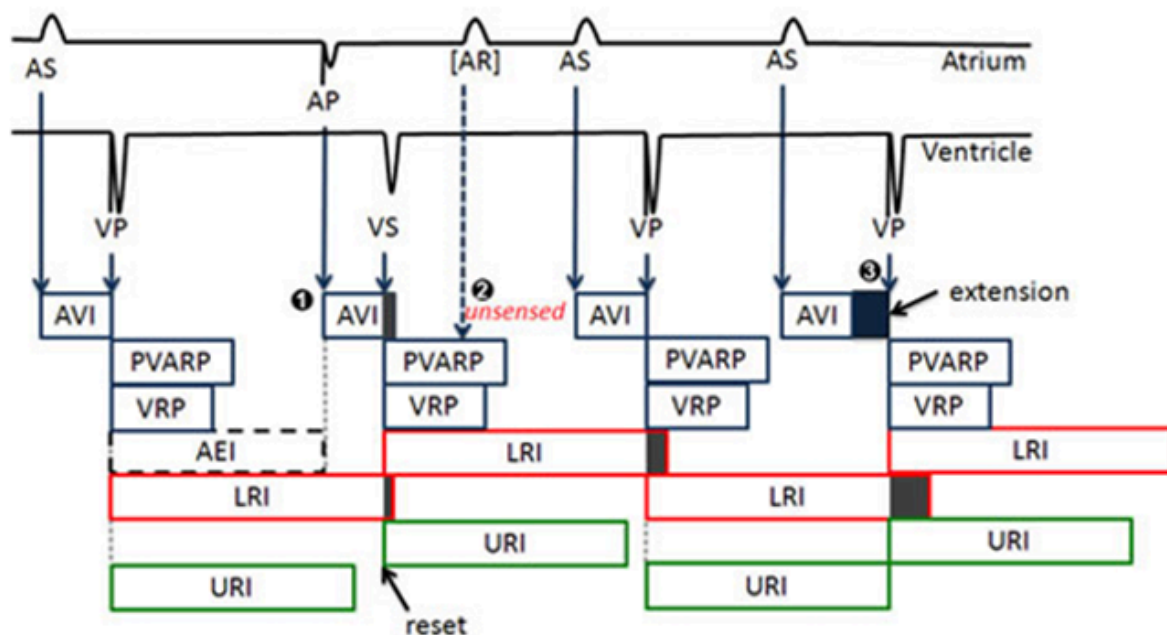 AS
[AR]
AS
AS
Atrium
AP
Ventricle
VP
VS
VP
VP
❶
❷
❸
unsensed
extension
AVI
AVI
AVI
AVI
PVARP
PVARP
PVARP
PVARP
VRP
VRP
VRP
VRP
AEI
LRI
LRI
LRI
LRI
URI
URI
URI
URI
reset